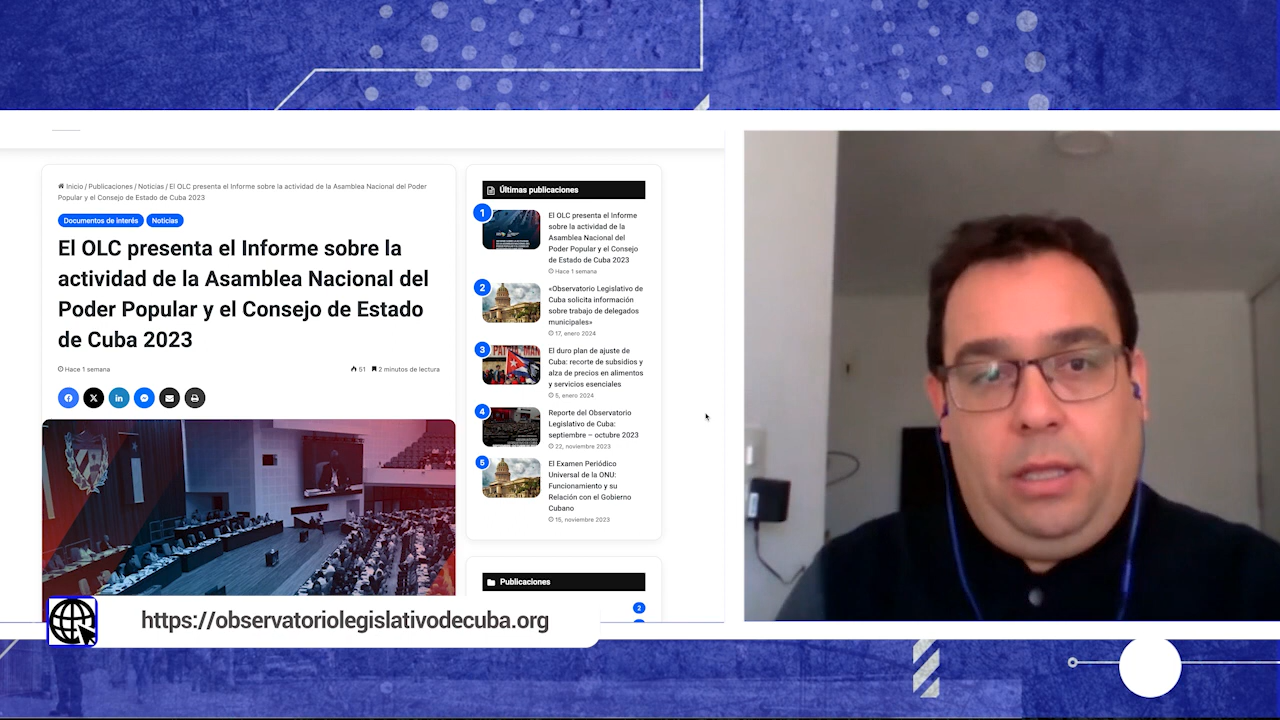 Inicio / Publicaciones / Noticias / El OLC presenta el Informe sobre la actividad de la Asamblea Nacional del Poder
Popular y el Consejo de Estado de Cuba 2023
Documentos de interés
Noticias
El OLC presenta el Informe sobre la
actividad de la Asamblea Nacional del
Poder Popular y el Consejo de Estado
de Cuba 2023
Hace 1 semana
51
2 minutos de lectura
Últimas publicaciones
1
El OLC presenta el Informe
sobre la actividad de la
Asamblea Nacional del
Poder Popular y el Consejo
de Estado de Cuba 2023
Hace 1 semana
2
«Observatorio Legislativo de
Cuba solicita información
sobre trabajo de delegados
municipales»
17, enero 2024
3
El duro plan de ajuste de
Cuba: recorte de subsidios y
alza de precios en alimentos
y servicios esenciales
5, enero 2024
4
Reporte del Observatorio
Legislativo de Cuba:
septiembre – octubre 2023
22, noviembre 2023
5
El Examen Periódico
Universal de la ONU:
Funcionamiento y su
Relación con el Gobierno
Cubano
15, noviembre 2023
Publicaciones
2
https://observatoriolegislativodecuba.org